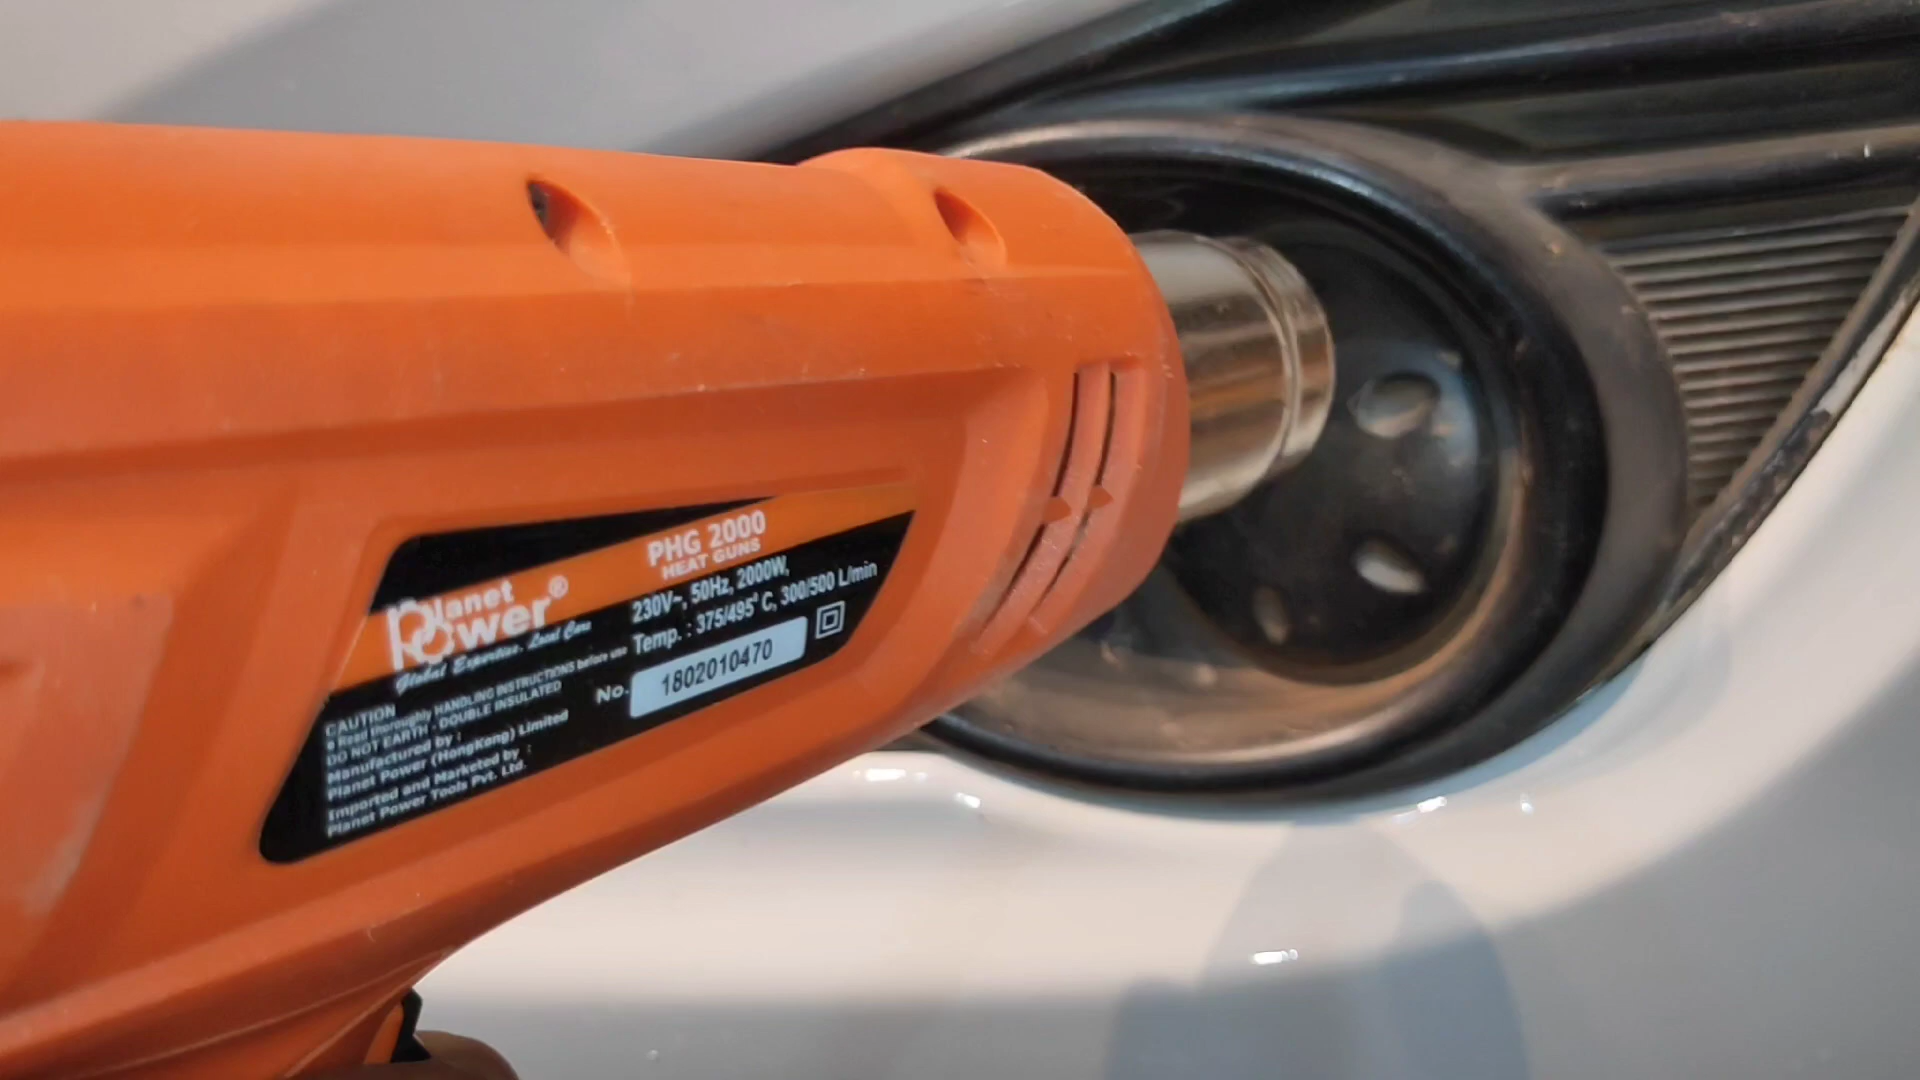 PHG 2000
HEAT GUNS
Planet
Power®
Global Expertise. Local Care
230V~, 50Hz, 2000W,
Temp. : 375/495° C, 300/500 L/min
No. 1802010470
CAUTION
Read thoroughly HANDLING INSTRUCTIONS before use
DO NOT EARTH - DOUBLE INSULATED
Manufactured by :
Planet Power (HongKong) Limited
Imported and Marketed by :
Planet Power Tools Pvt. Ltd.